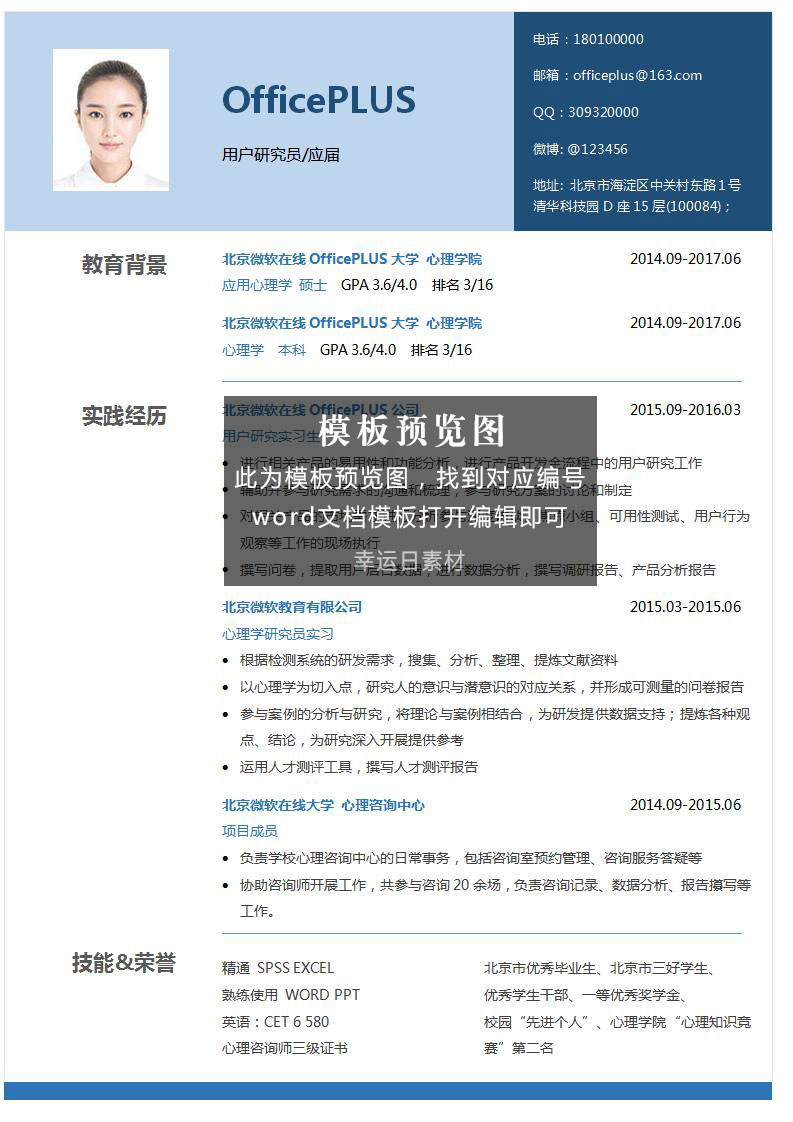 OfficePLUS
用户研究员/应届
电话：180100000
邮箱：officeplus@163.com
QQ：309320000
微博: @123456
地址: 北京市海淀区中关村东路1号
清华科技园 D 座 15 层(100084)；
教育背景
北京微软在线 OfficePLUS 大学 心理学院 2014.09-2017.06
应用心理学 硕士 GPA 3.6/4.0 排名 3/16
北京微软在线 OfficePLUS 大学 心理学院 2014.09-2017.06
心理学 本科 GPA 3.6/4.0 排名 3/16
实践经历
北京微软在线 OfficePLUS 公司 2015.09-2016.03
用户研究实习生
模板预览图
• 进行相关产品的易用性和功能分析，进行产品开发全流程中的用户研究工作
此为模板预览图，找到对应编号
• 辅助并参与研究需求的沟通和梳理，参与研究方案的讨论和制定
word文档模板打开编辑即可
小组、可用性测试、用户行为
观察等工作的现场执行
幸运日素材
• 撰写问卷，提取用户后台数据，进行数据分析，撰写调研报告、产品分析报告
北京微软教育有限公司 2015.03-2015.06
心理学研究员实习
• 根据检测系统的研发需求，搜集、分析、整理、提炼文献资料
• 以心理学为切入点，研究人的意识与潜意识的对应关系，并形成可测量的问卷报告
• 参与案例的分析与研究，将理论与案例相结合，为研发提供数据支持；提炼各种观
点、结论，为研究深入开展提供参考
• 运用人才测评工具，撰写人才测评报告
北京微软在线大学 心理咨询中心 2014.09-2015.06
项目成员
• 负责学校心理咨询中心的日常事务，包括咨询室预约管理、咨询服务答疑等
• 协助咨询师开展工作，共参与咨询 20 余场，负责咨询记录、数据分析、报告撰写等
工作。
技能&荣誉
精通 SPSS EXCEL
熟练使用 WORD PPT
英语：CET 6 580
心理咨询师三级证书
北京市优秀毕业生、北京市三好学生、
优秀学生干部、一等优秀奖学金、
校园“先进个人”、心理学院“心理知识竞
赛”第二名